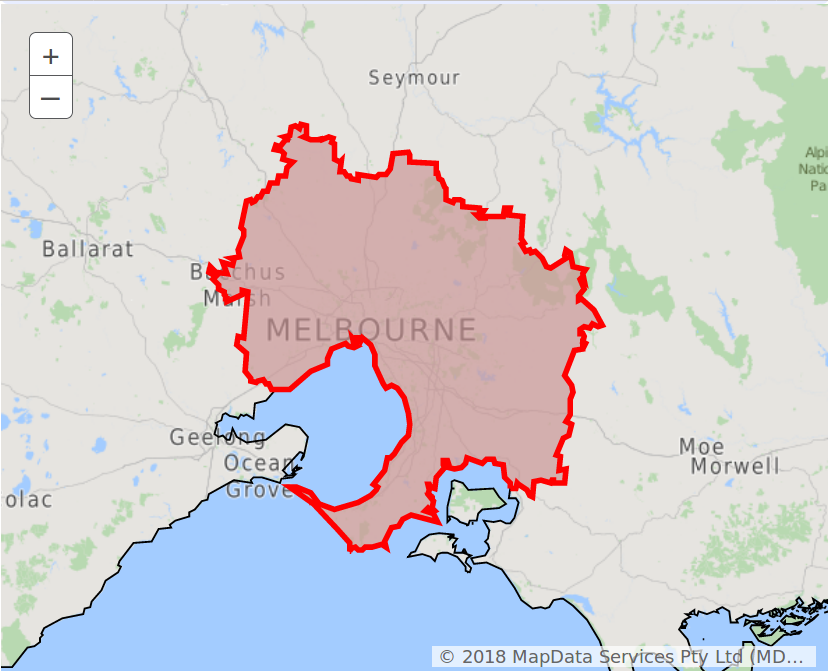 +
−
Seymour
Alpi
Natio
Pa
Ballarat
Bacchus
Marsh
MELBOURNE
Geelong
Ocean
Grove
Moe
Morwell
olac
© 2018 MapData Services Pty Ltd (MD...